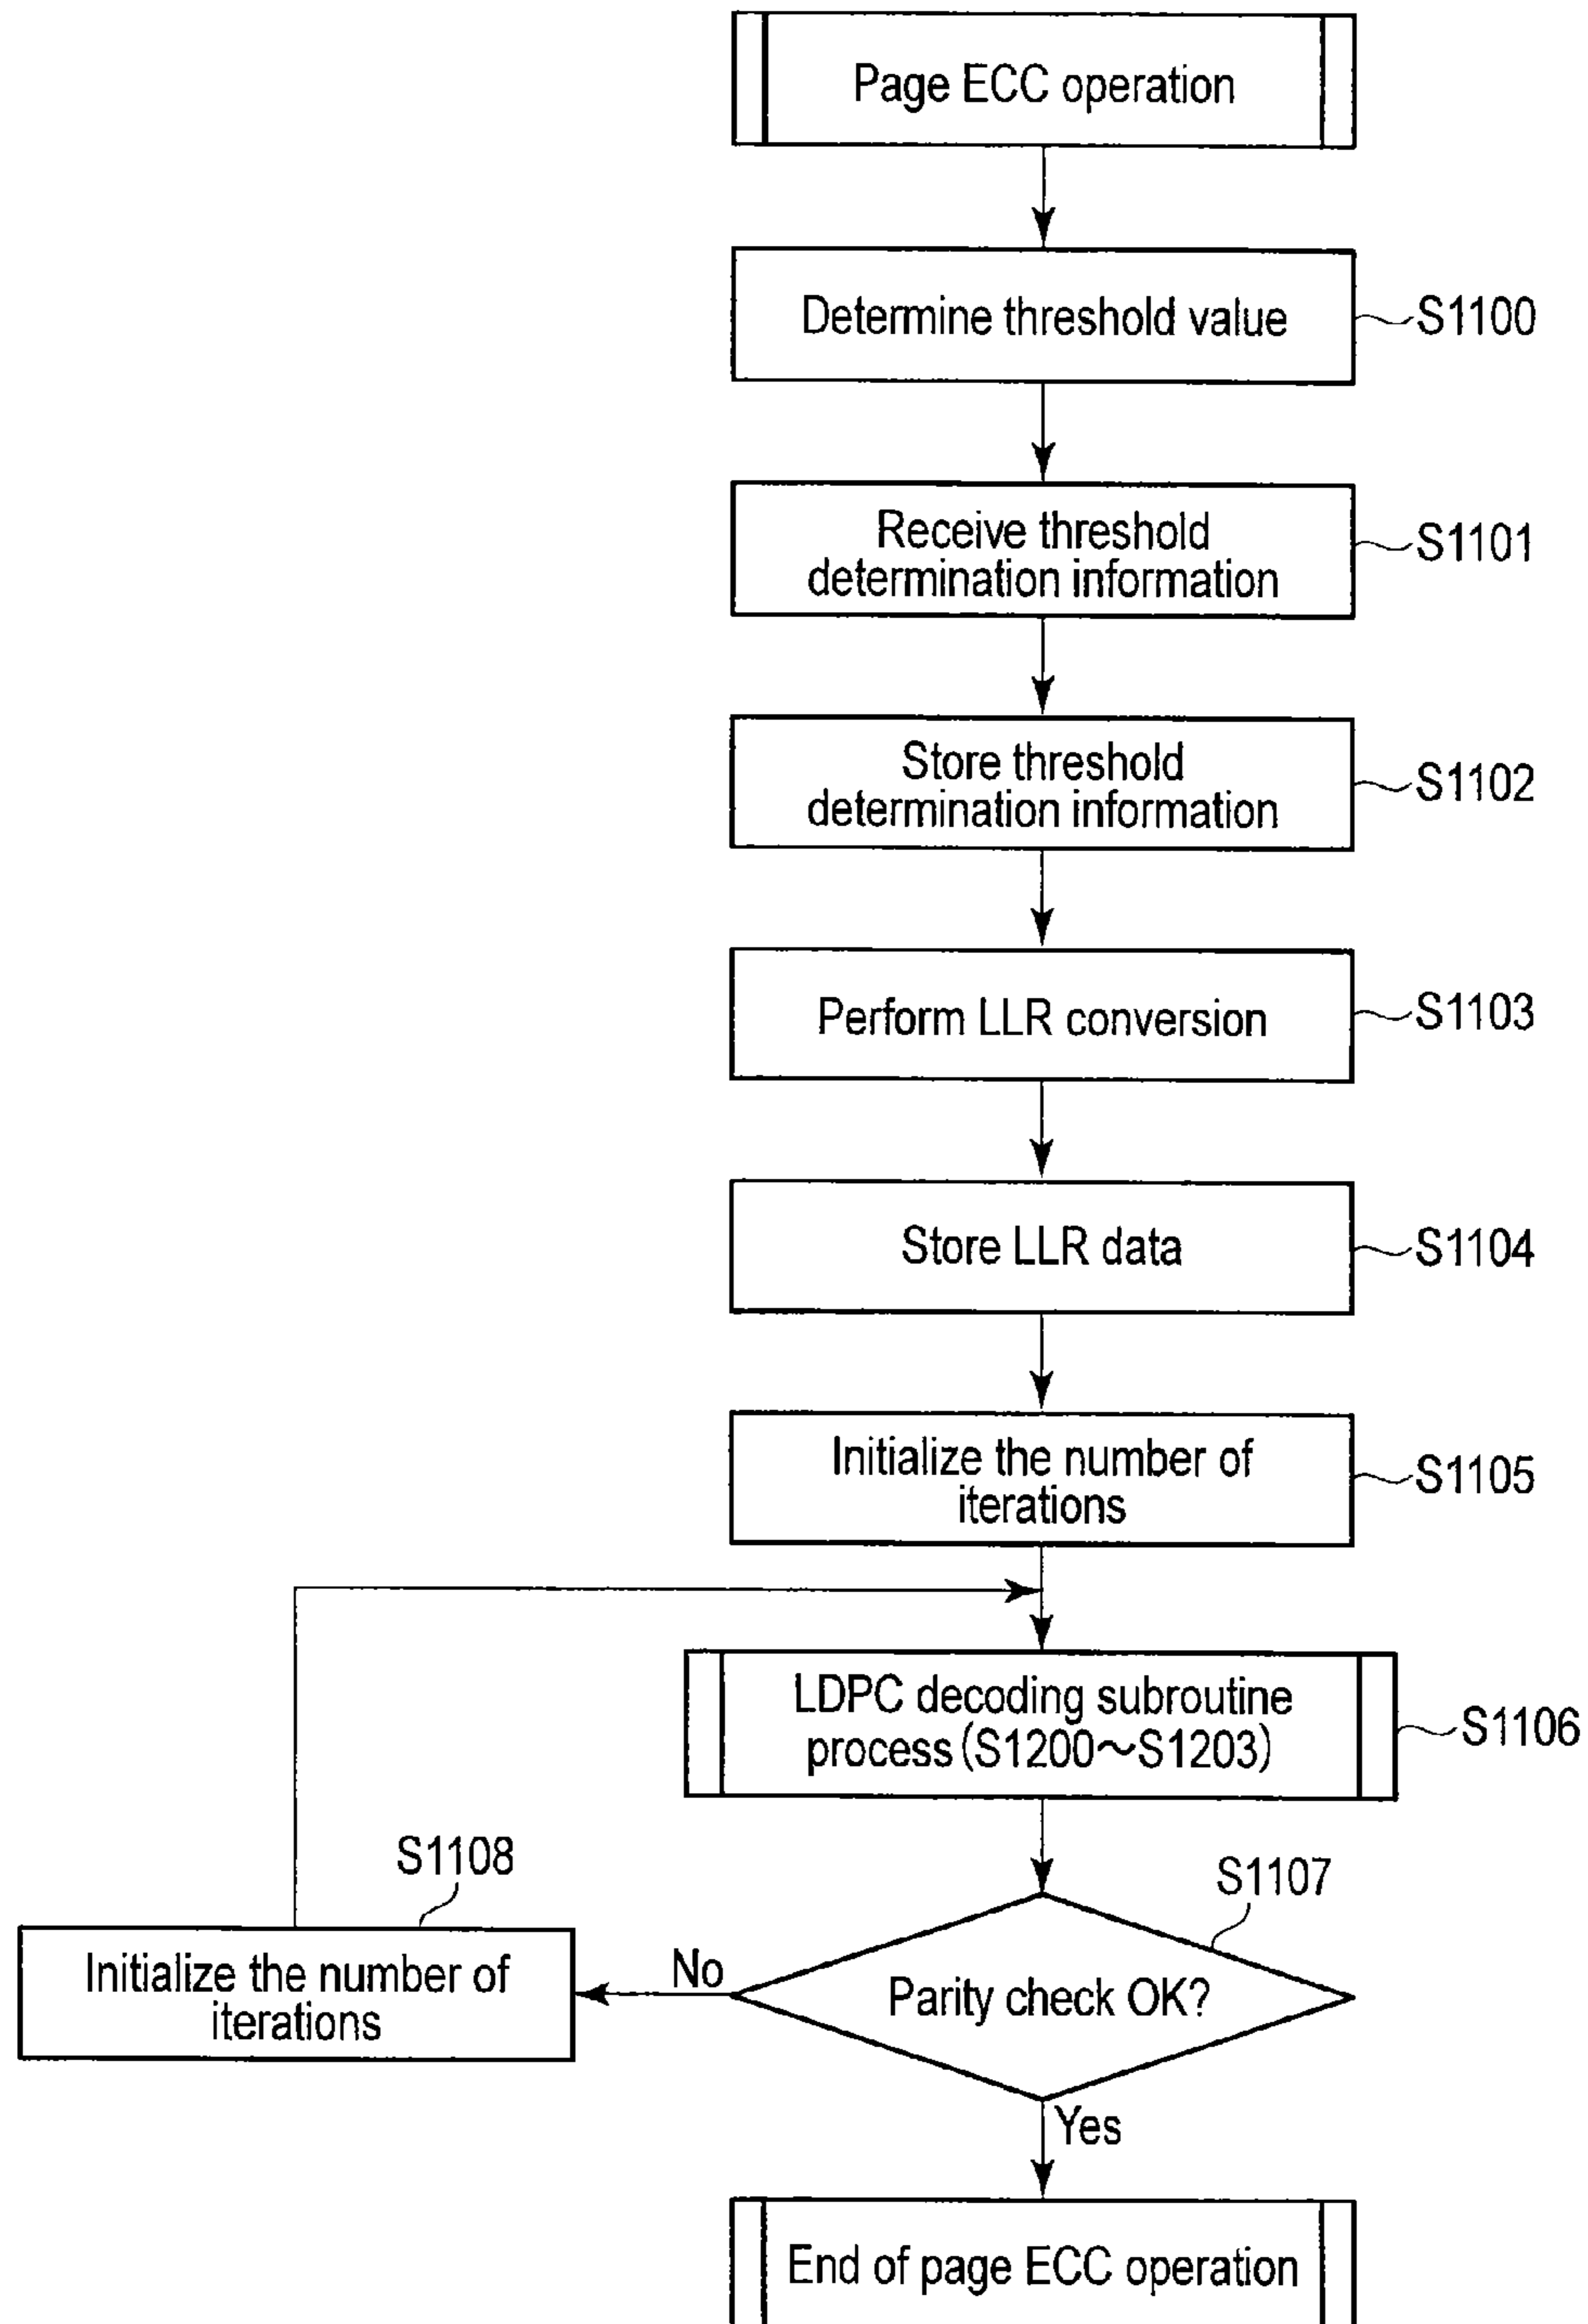 Page ECC operation
Determine threshold value
S1100
Receive threshold
determination information
S1101
Store threshold
determination information
S1102
Perform LLR conversion
S1103
Store LLR data
S1104
Initialize the number of
iterations
S1105
LDPC decoding subroutine
process (S1200～S1203)
S1106
S1108
S1107
Initialize the number of
iterations
No
Parity check OK?
Yes
End of page ECC operation